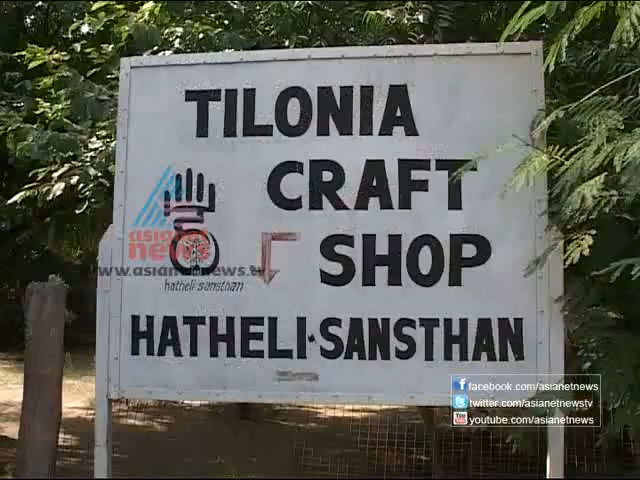 TILONIA
CRAFT
SHOP
asianet
news
www.asianetnews.tv
hatheli sansthan
HATHELI·SANSTHAN
facebook.com/asianetnews
twitter.com/asianetnewstv
youtube.com/asianetnews